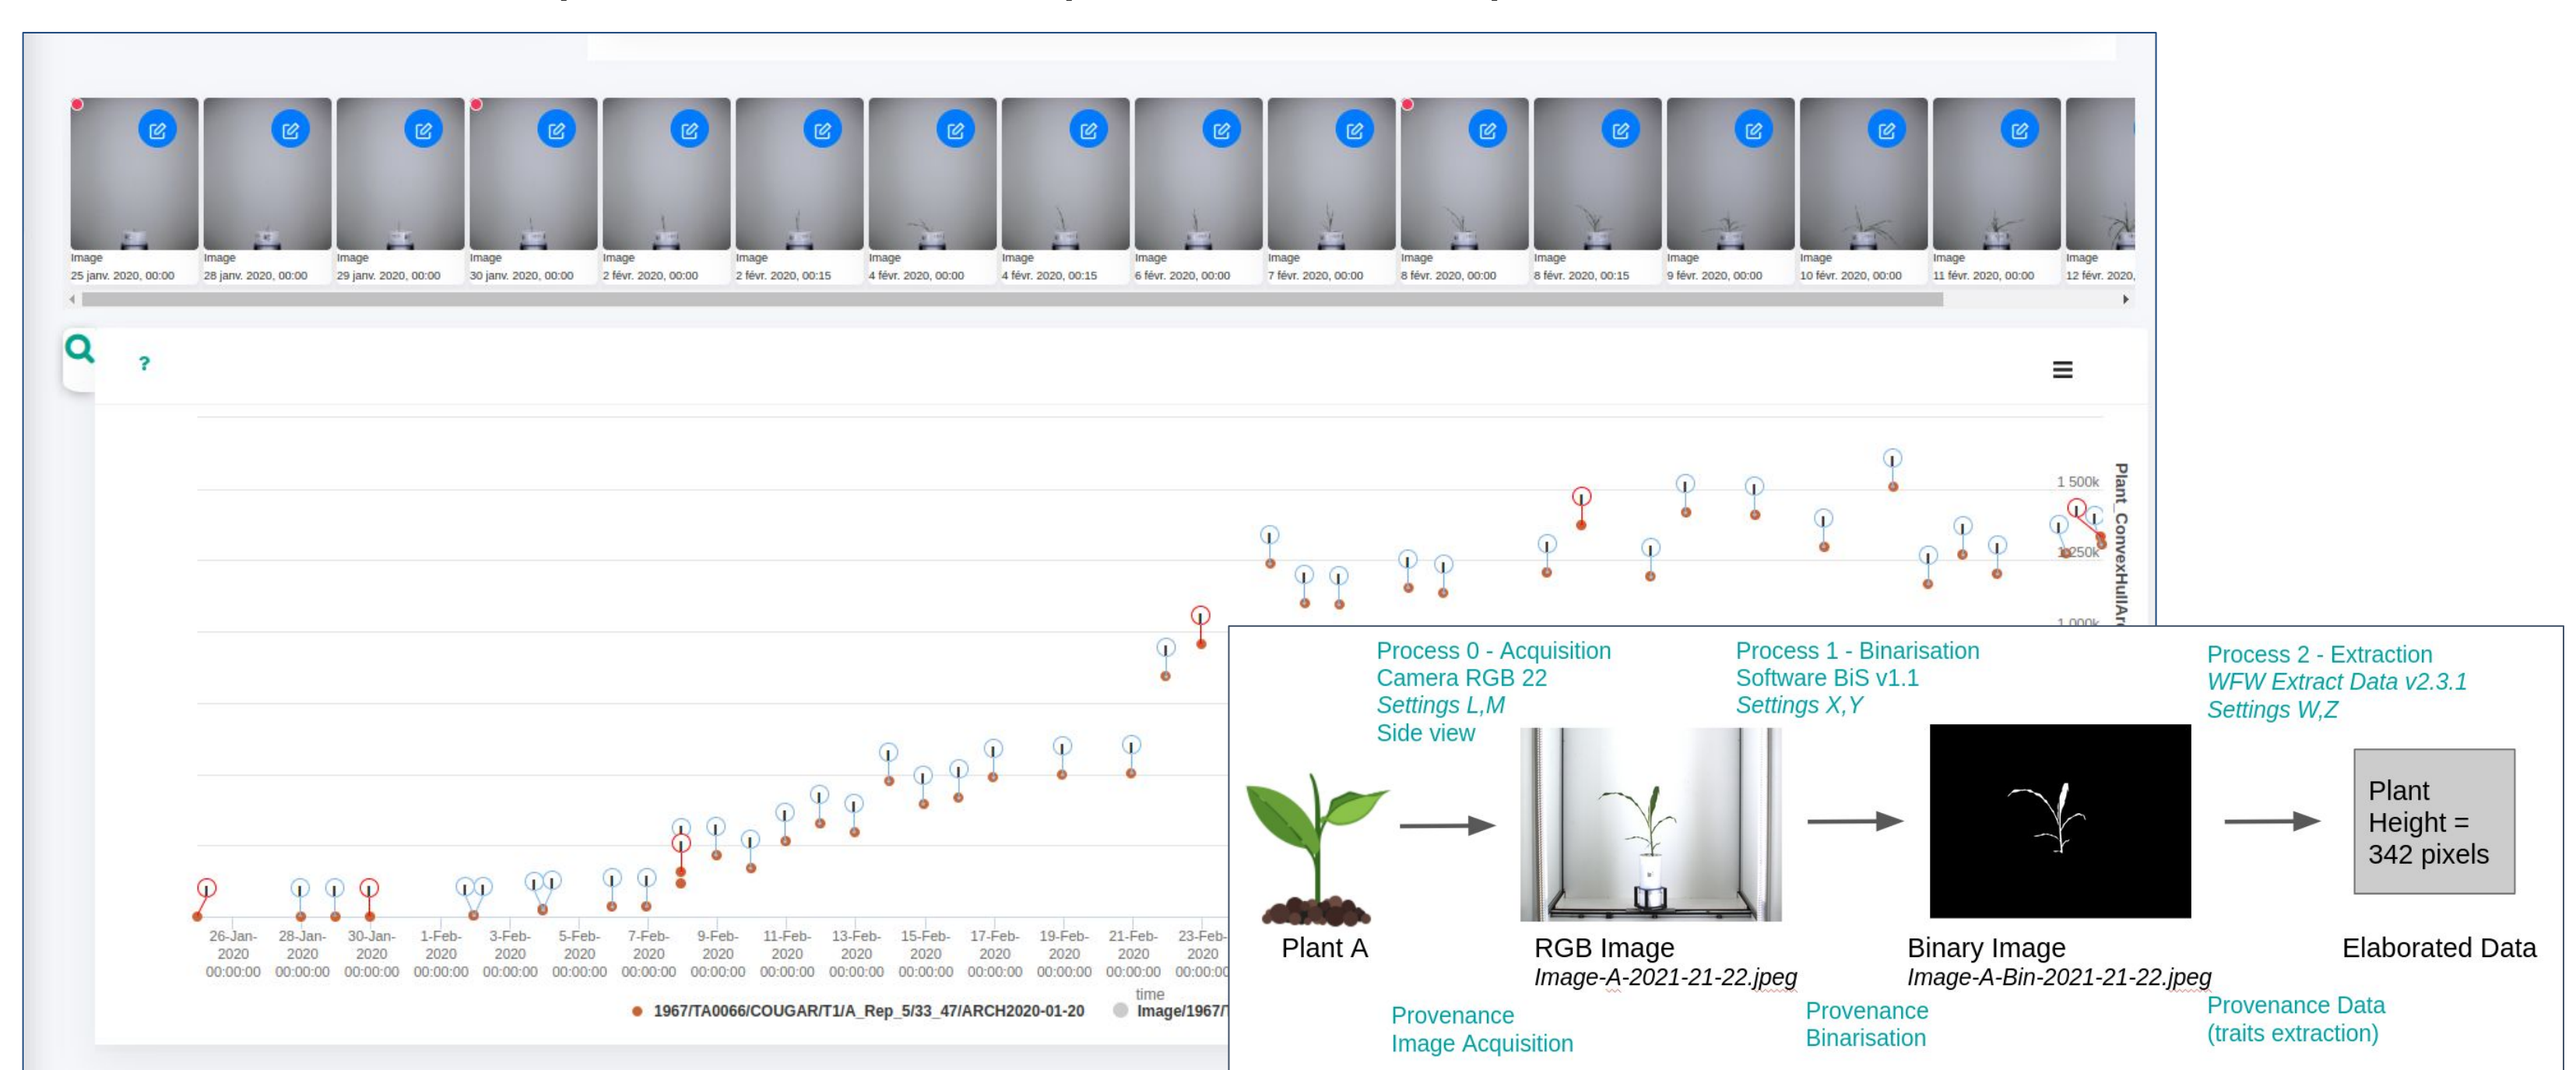 Image
25 janv. 2020, 00:00
Image
28 janv. 2020, 00:00
Image
29 janv. 2020, 00:00
Image
30 janv. 2020, 00:00
Image
2 févr. 2020, 00:00
Image
2 févr. 2020, 00:15
Image
4 févr. 2020, 00:00
Image
4 févr. 2020, 00:15
Image
6 févr. 2020, 00:00
Image
7 févr. 2020, 00:00
Image
8 févr. 2020, 00:00
Image
8 févr. 2020, 00:15
Image
9 févr. 2020, 00:00
Image
10 févr. 2020, 00:00
Image
11 févr. 2020, 00:00
Image
12 févr. 2020,
?
1 500k
1 250k
1 000k
Plant_ConvexHullAre
26-Jan-
2020
00:00:00
28-Jan-
2020
00:00:00
30-Jan-
2020
00:00:00
1-Feb-
2020
00:00:00
3-Feb-
2020
00:00:00
5-Feb-
2020
00:00:00
7-Feb-
2020
00:00:00
9-Feb-
2020
00:00:00
11-Feb-
2020
00:00:00
13-Feb-
2020
00:00:00
15-Feb-
2020
00:00:00
17-Feb-
2020
00:00:00
19-Feb-
2020
00:00:00
21-Feb-
2020
00:00:00
23-Feb-
2020
00:00:00
time
1967/TA0066/COUGAR/T1/A_Rep_5/33_47/ARCH2020-01-20
Image/1967/T
Process 0 - Acquisition
Camera RGB 22
Settings L,M
Side view
Process 1 - Binarisation
Software BiS v1.1
Settings X,Y
Process 2 - Extraction
WFW Extract Data v2.3.1
Settings W,Z
Plant
Height =
342 pixels
Plant A
RGB Image
Image-A-2021-21-22.jpeg
Binary Image
Image-A-Bin-2021-21-22.jpeg
Elaborated Data
Provenance
Image Acquisition
Provenance
Binarisation
Provenance Data
(traits extraction)